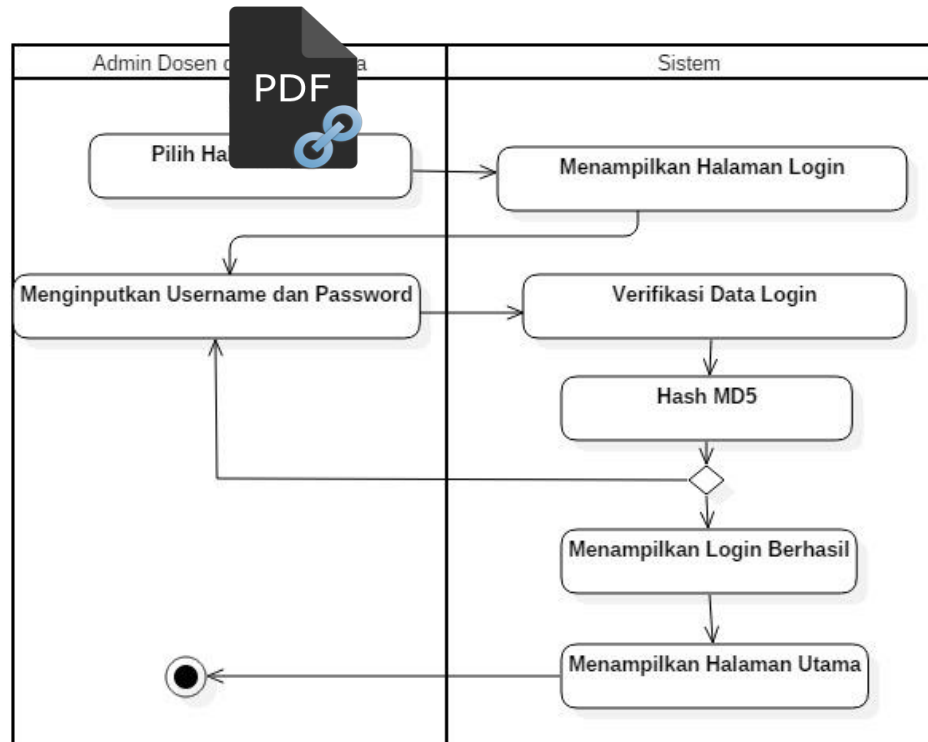 Admin Dosen
Sistem
PDF
Pilih
Menampilkan Halaman Login
Menginputkan Username dan Password
Verifikasi Data Login
Hash MD5
Menampilkan Login Berhasil
Menampilkan Halaman Utama